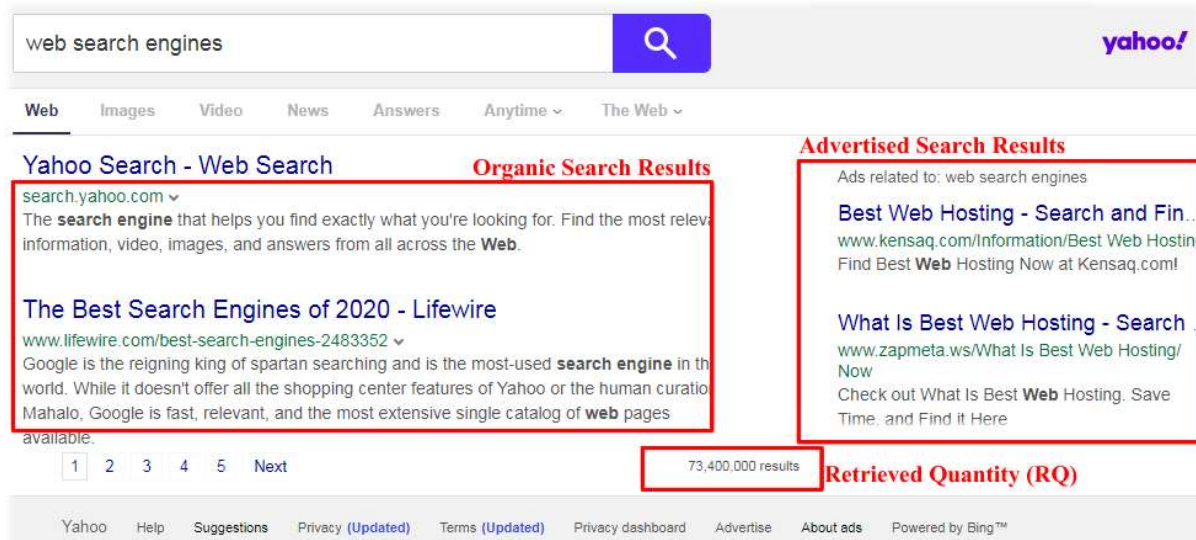 web search engines
yahoo!
Web Images Video News Answers Anytime The Web
Yahoo Search - Web Search
Organic Search Results
search.yahoo.com
The search engine that helps you find exactly what you're looking for. Find the most releva
information, video, images, and answers from all across the Web.
The Best Search Engines of 2020 - Lifewire
www.lifewire.com/best-search-engines-2483352
Google is the reigning king of spartan searching and is the most-used search engine in th
world. While it doesn't offer all the shopping center features of Yahoo or the human curatio
Mahalo, Google is fast, relevant, and the most extensive single catalog of web pages
available.
Advertised Search Results
Ads related to: web search engines
Best Web Hosting - Search and Fin...
www.kensaq.com/Information/Best Web Hostin
Find Best Web Hosting Now at Kensaq.com!
What Is Best Web Hosting - Search .
www.zapmeta.ws/What Is Best Web Hosting/
Now
Check out What Is Best Web Hosting. Save
Time, and Find it Here
1 2 3 4 5 Next
73,400,000 results
Retrieved Quantity (RQ)
Yahoo Help Suggestions Privacy (Updated) Terms (Updated) Privacy dashboard Advertise About ads Powered by Bing™